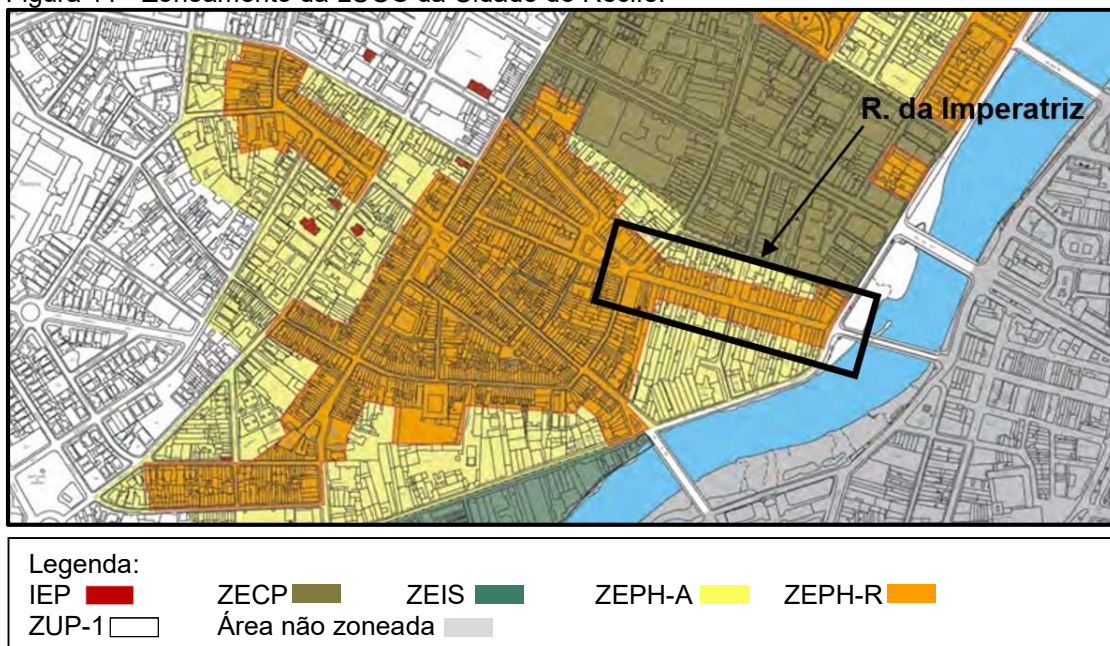 R. da Imperatriz
Legenda:
IEP ZECP ZEIS ZEPH-A ZEPH-R
ZUP-1 Área não zoneada